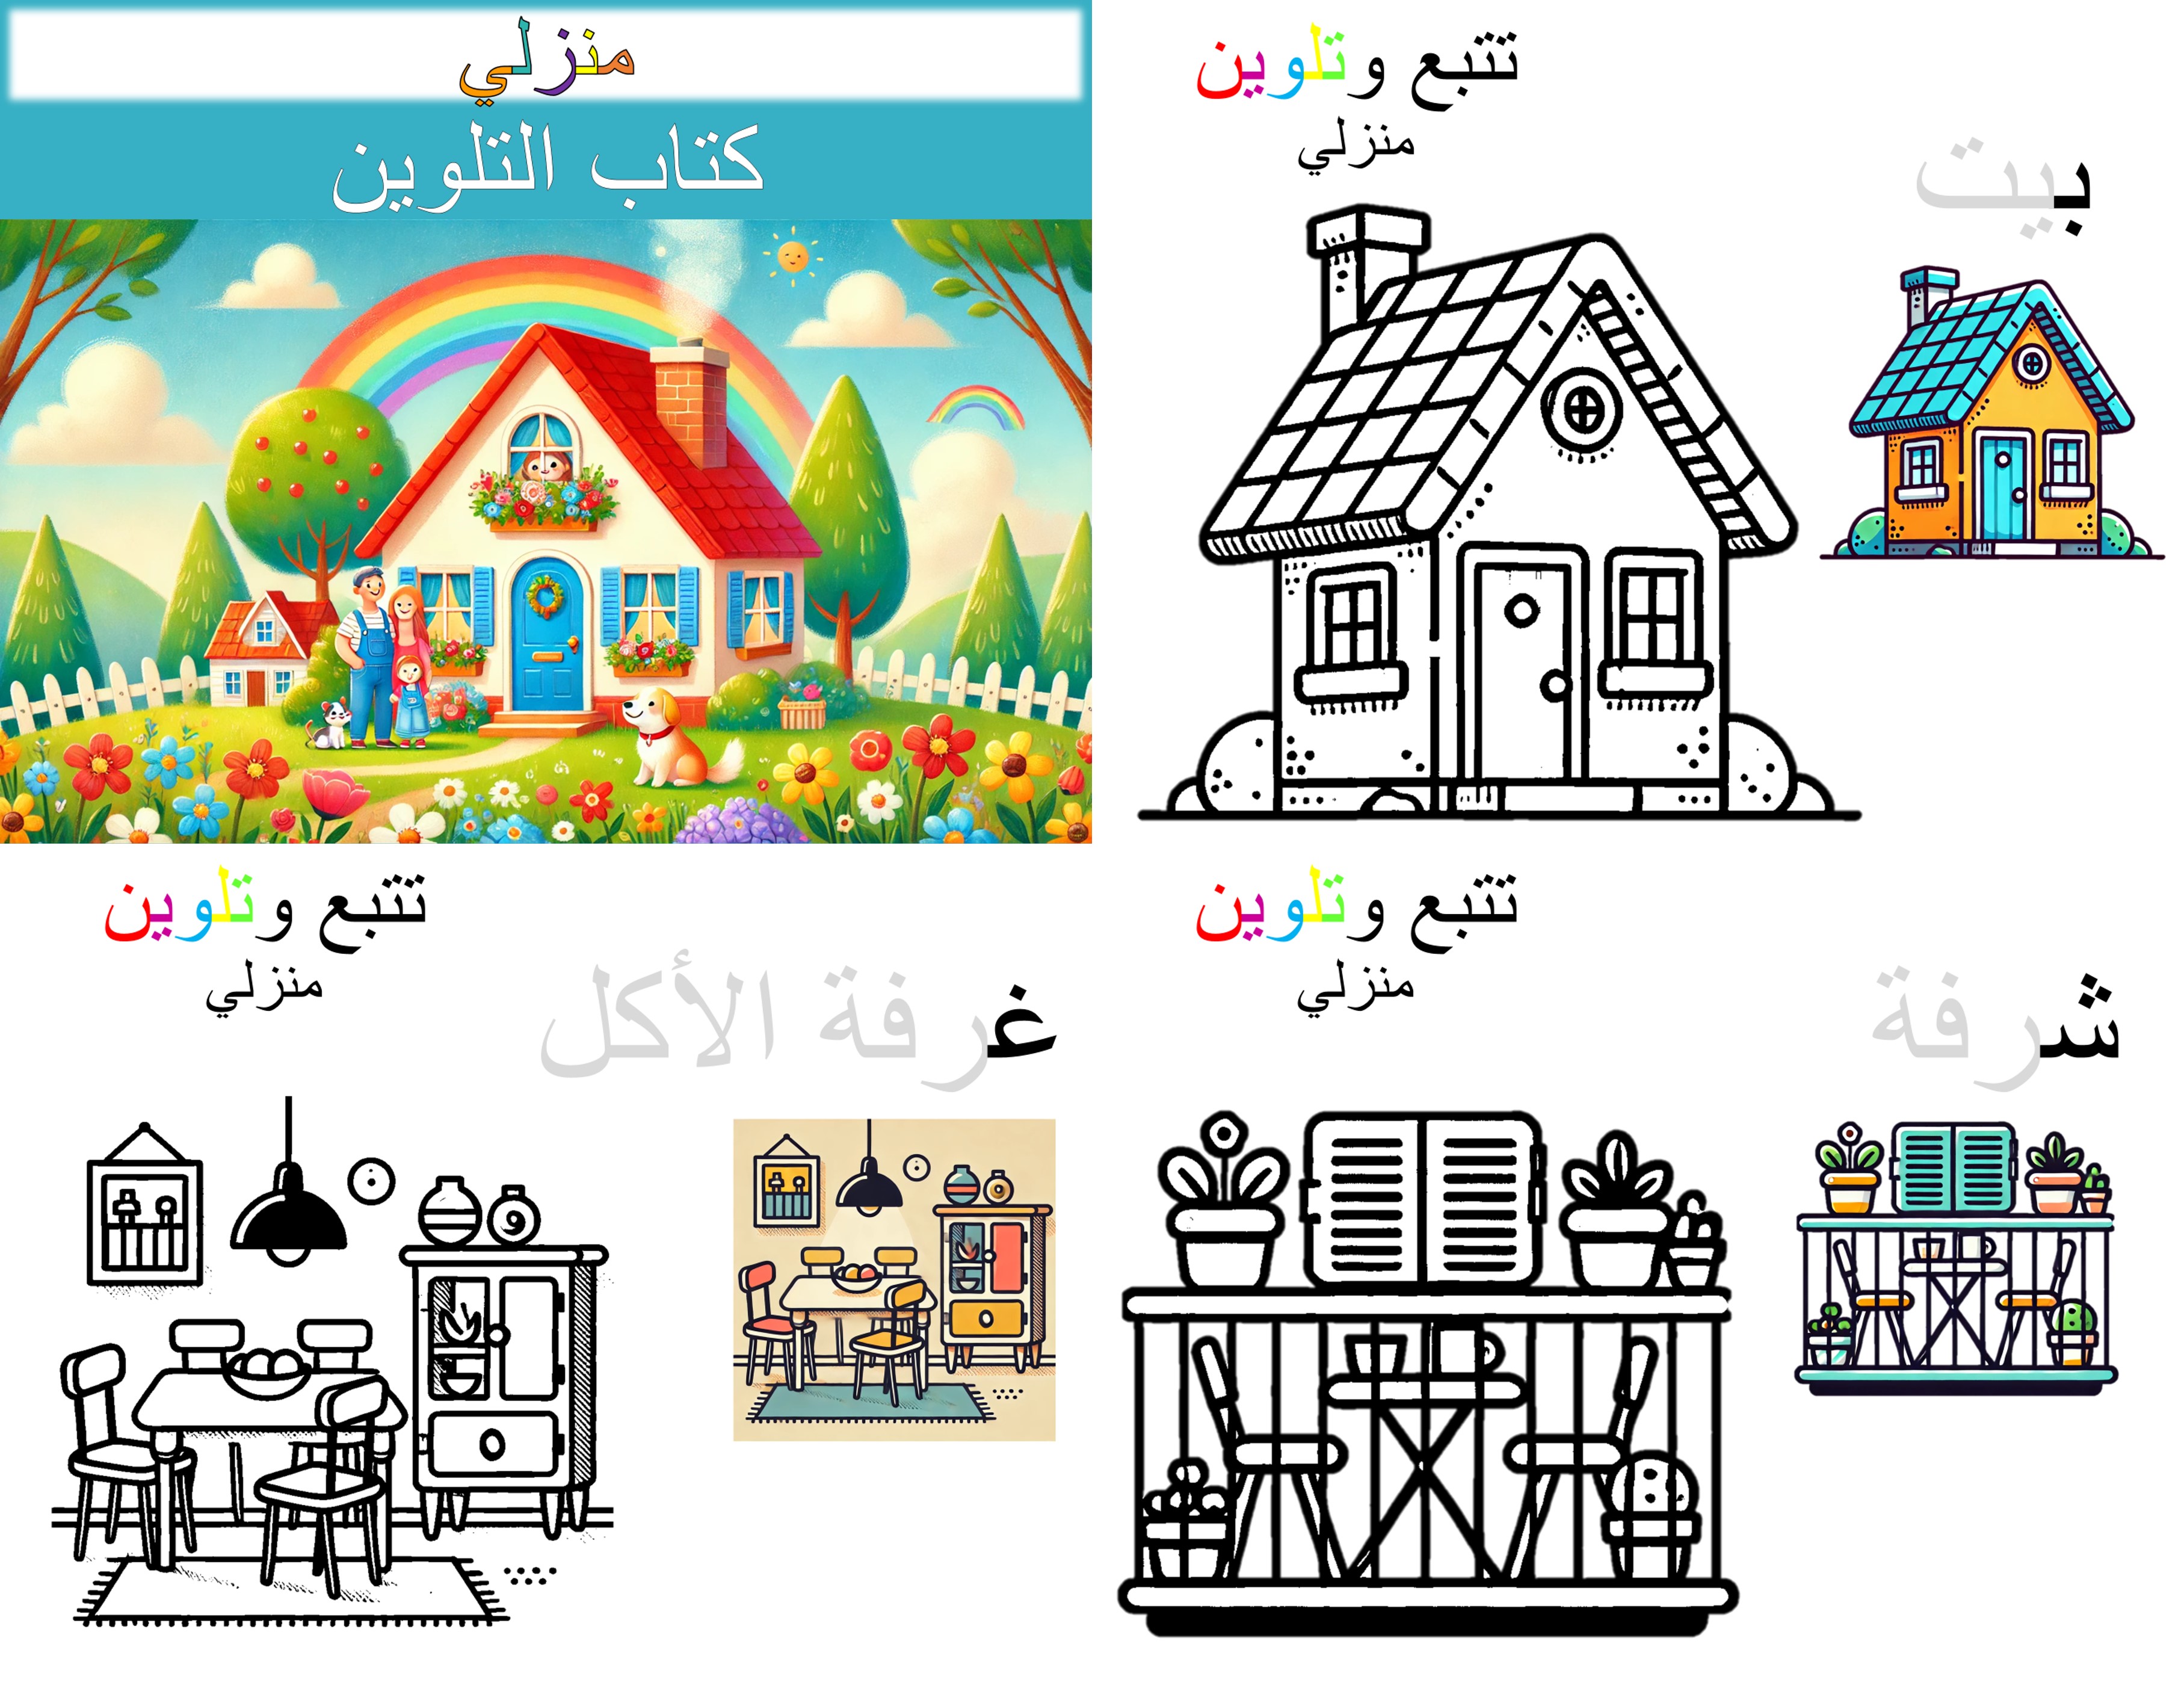 منزلي
كتاب التلوين
تتبع وتلوين
منزلي
بيت
تتبع وتلوين
منزلي
غرفة الأكل
تتبع وتلوين
منزلي
شرفة